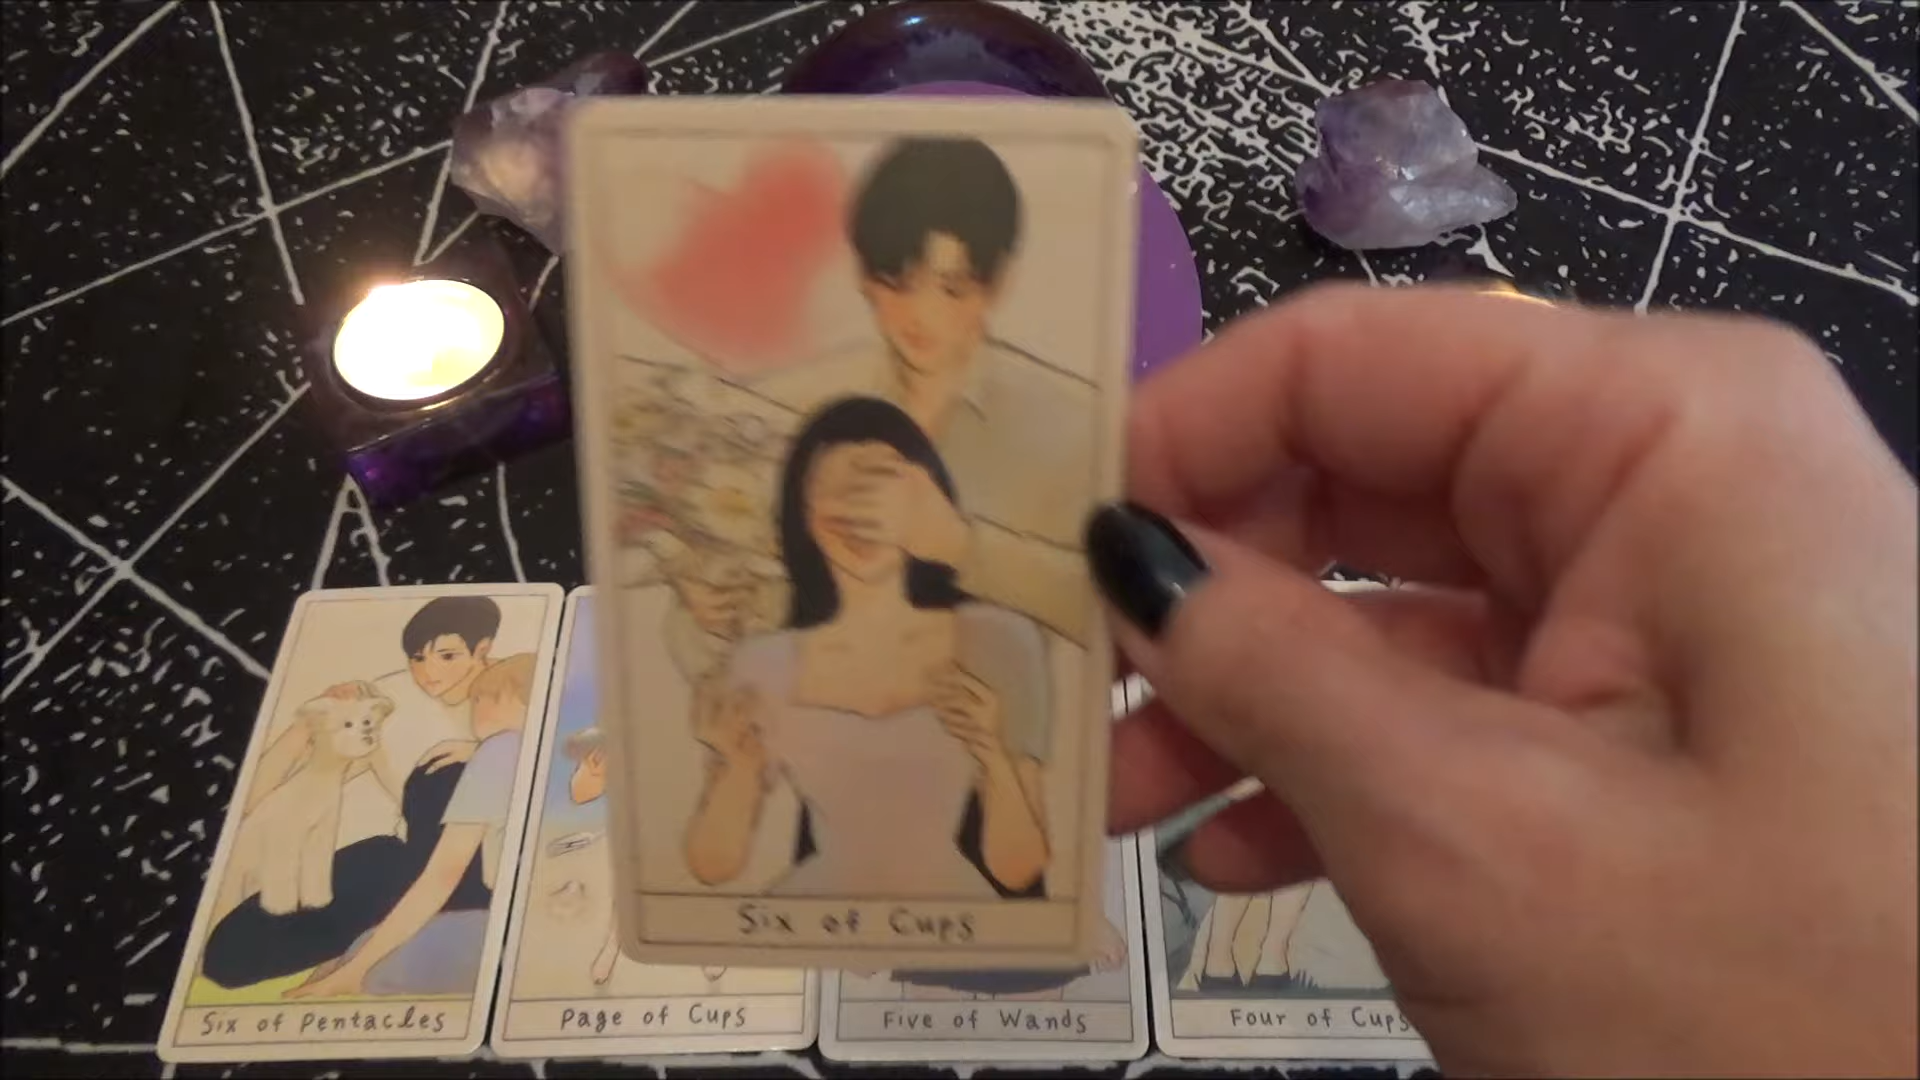 Six of Cups
Six of Pentacles
Page of Cups
Five of Wands
Four of Cups